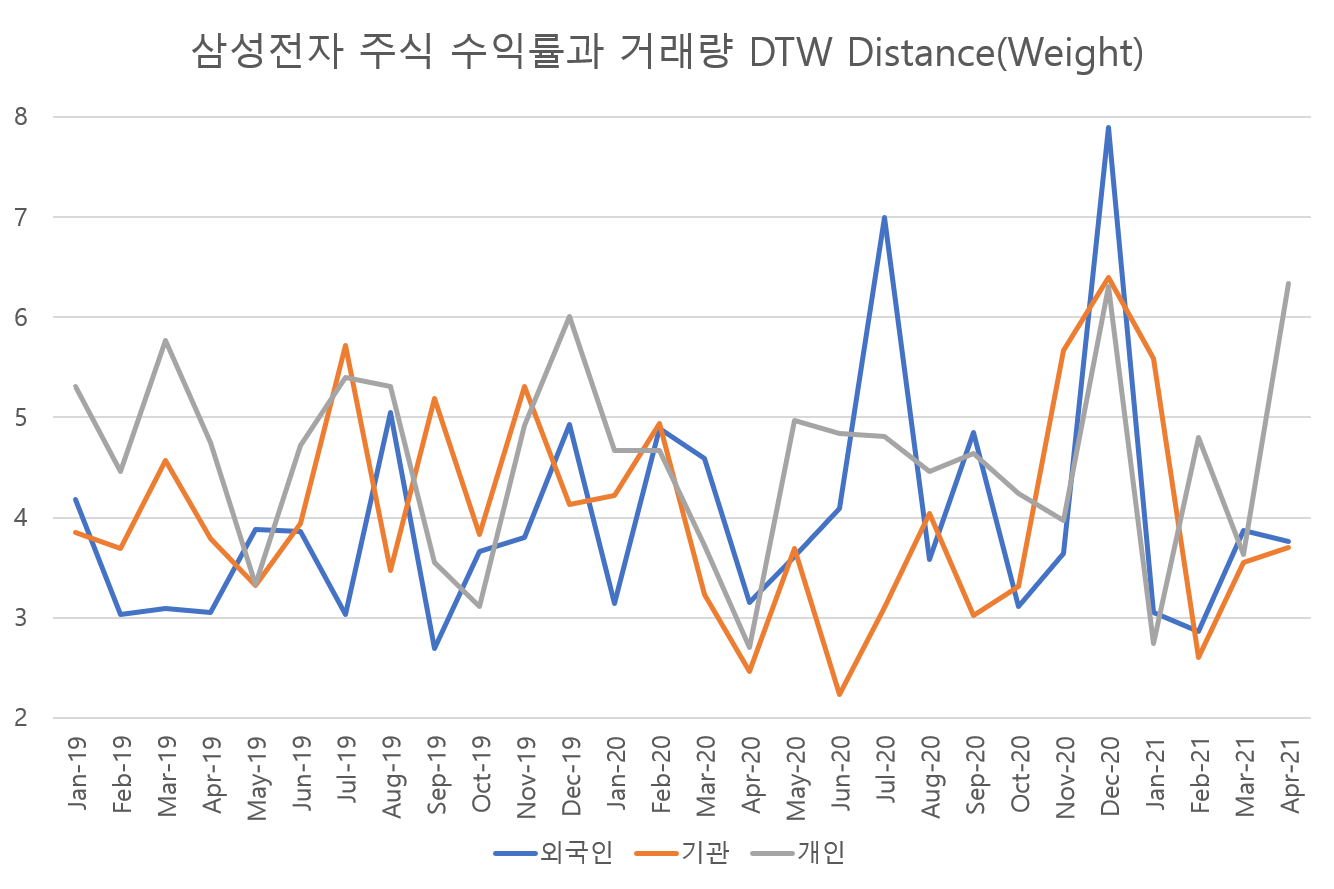 삼성전자 주식 수익률과 거래량 DTW Distance(Weight)
8
7
6
5
4
3
2
Jan-19
Feb-19
Mar-19
Apr-19
May-19
Jun-19
Jul-19
Aug-19
Sep-19
Oct-19
Nov-19
Dec-19
Jan-20
Feb-20
Mar-20
Apr-20
May-20
Jun-20
Jul-20
Aug-20
Sep-20
Oct-20
Nov-20
Dec-20
Jan-21
Feb-21
Mar-21
Apr-21
외국인 기관 개인